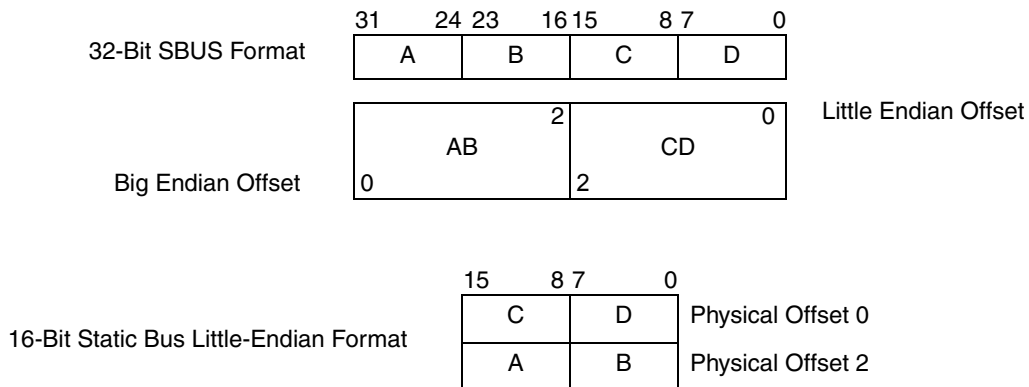 31 24 23 16 15 8 7 0
32-Bit SBUS Format A B C D
2 0 Little Endian Offset
AB CD
Big Endian Offset 0 2
15 8 7 0
C D Physical Offset 0
16-Bit Static Bus Little-Endian Format
A B Physical Offset 2